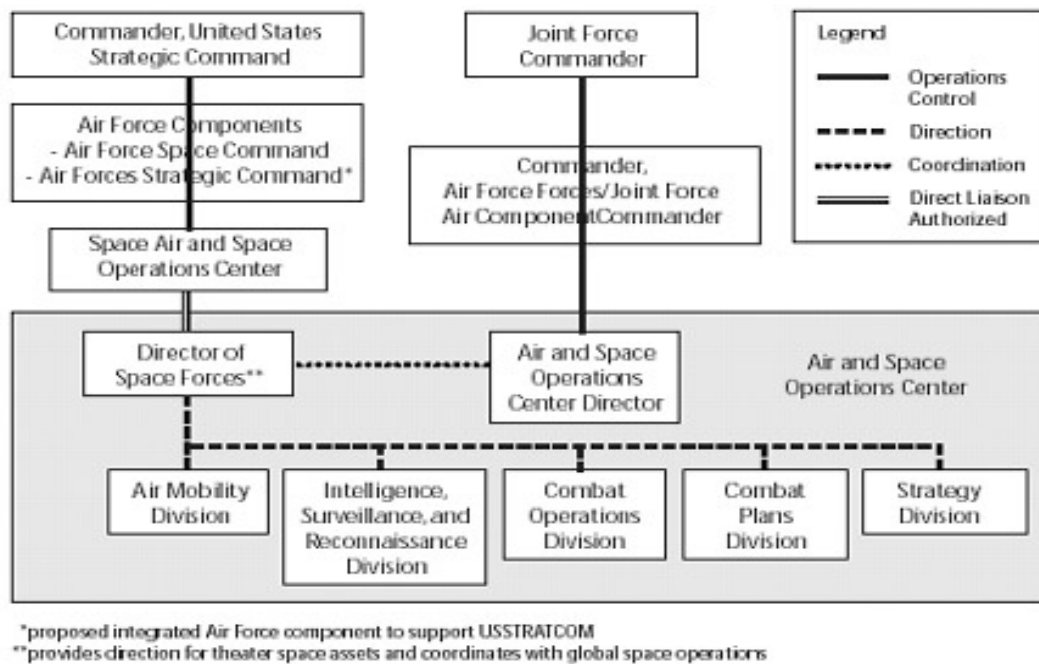 Commander, United States
Strategic Command
Joint Force
Commander
Legend
Operations
Control
Direction
Coordination
Direct Liaison
Authorized
Air Force Components
- Air Force Space Command
- Air Forces Strategic Command*
Commander,
Air Force Forces/Joint Force
Air ComponentCommander
Space Air and Space
Operations Center
Director of
Space Forces**
Air and Space
Operations
Center Director
Air and Space
Operations Center
Air Mobility
Division
Intelligence,
Surveillance, and
Reconnaissance
Division
Combat
Operations
Division
Combat
Plans
Division
Strategy
Division
*proposed integrated Air Force component to support USSTRATCOM
**provides direction for theater space assets and coordinates with global space operations